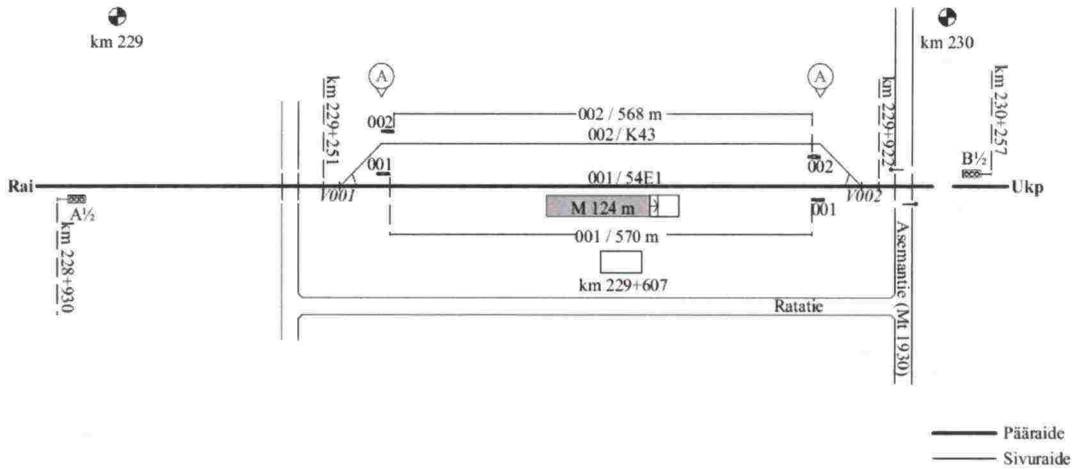 km 229
km 230
A
A
km 229+251
km 229+922
km 230+257
002 / 568 m
002
002 / K43
001
002
B½
Rai
001 / 54E1
Ukp
V001
V002
A½
M 124 m
001
001 / 570 m
km 228+930
km 229+607
Ratatie
Asemantie (Mt 1930)
Pääraide
Sivuraide